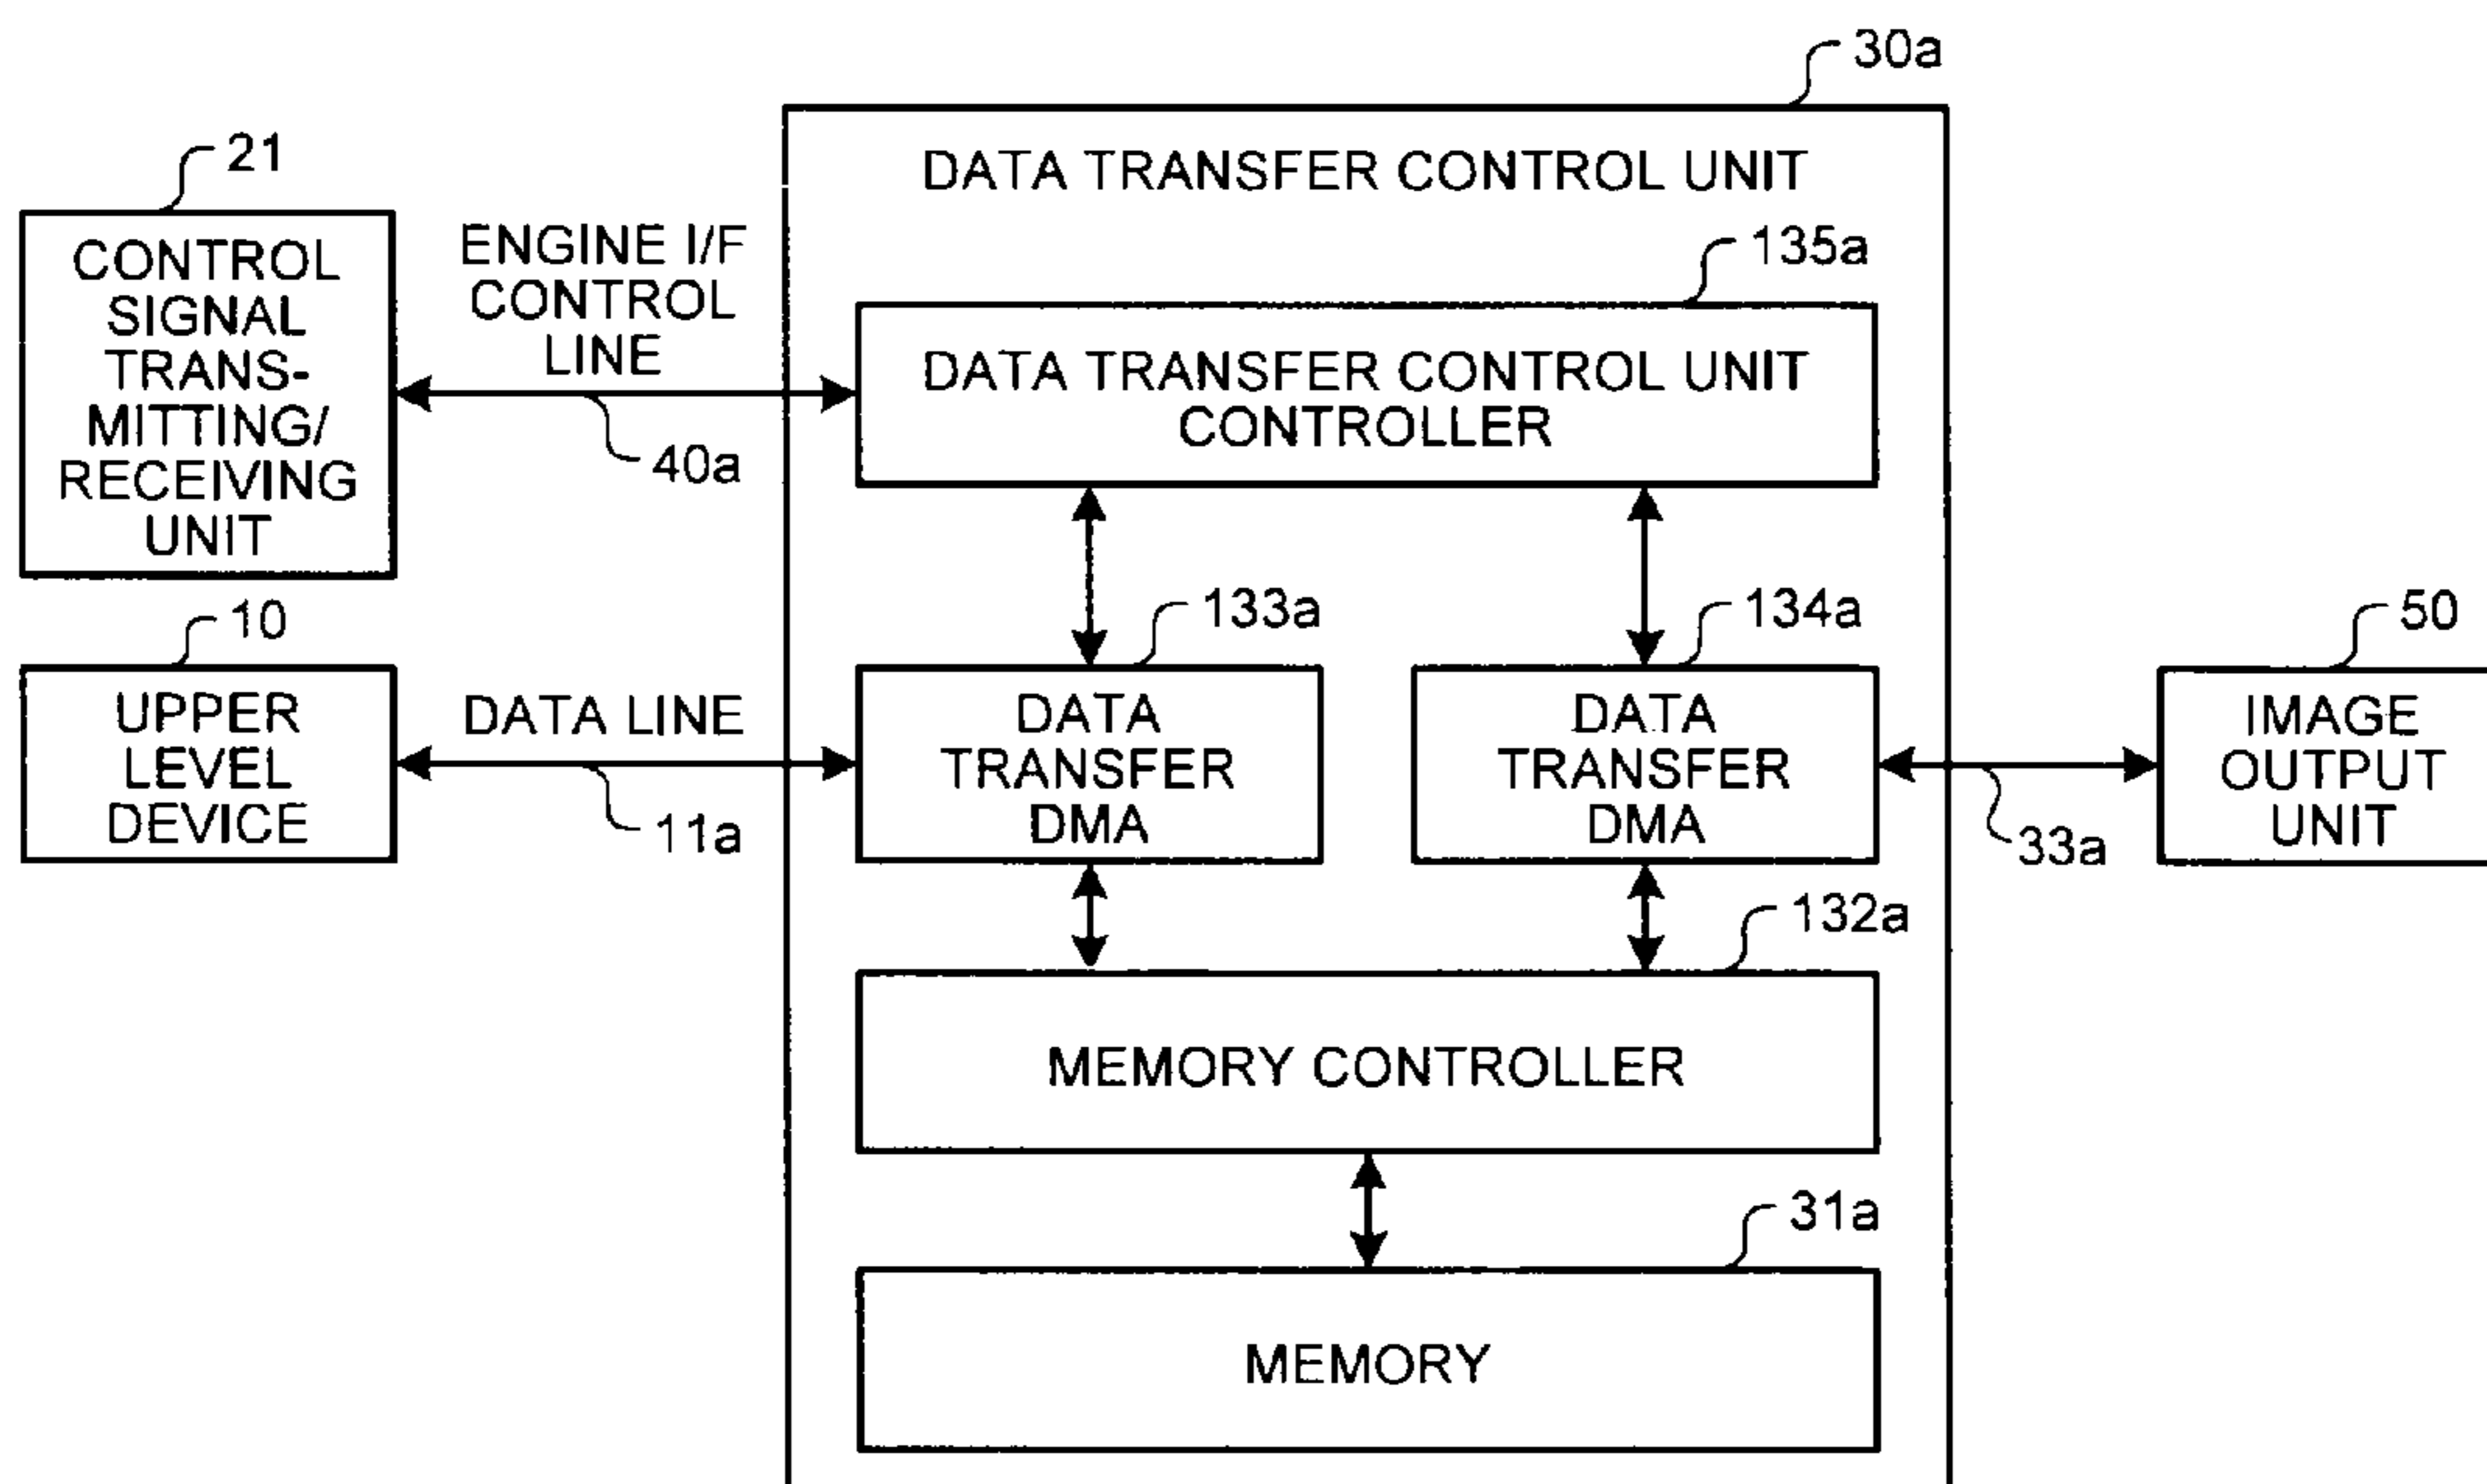 30a
DATA TRANSFER CONTROL UNIT
21
CONTROL
SIGNAL
TRANS-
MITTING/
RECEIVING
UNIT
ENGINE I/F
CONTROL
LINE
40a
135a
DATA TRANSFER CONTROL UNIT
CONTROLLER
10
UPPER
LEVEL
DEVICE
DATA LINE
11a
133a
DATA
TRANSFER
DMA
134a
DATA
TRANSFER
DMA
33a
50
IMAGE
OUTPUT
UNIT
132a
MEMORY CONTROLLER
31a
MEMORY